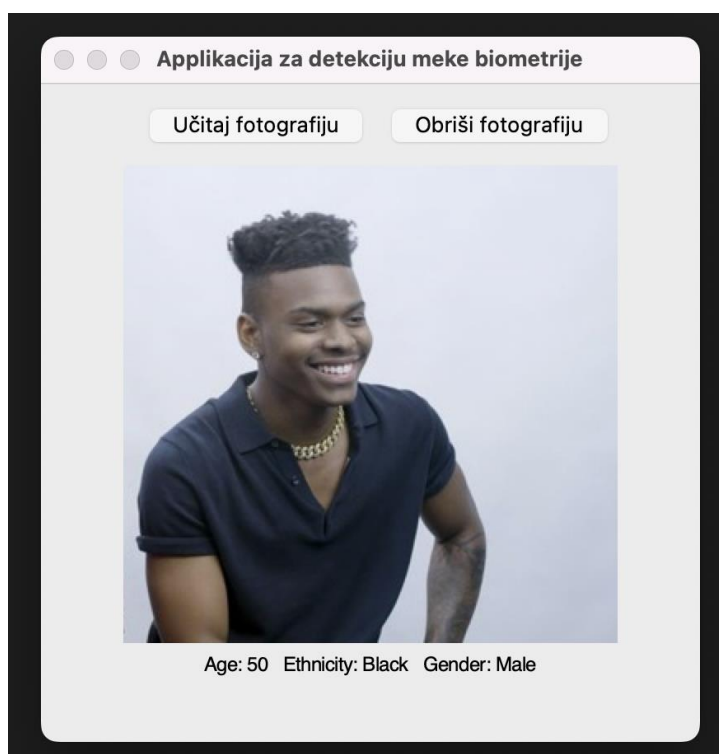 Applikacija za detekciju meke biometrije
Učitaj fotografiju Obriši fotografiju
Age: 50 Ethnicity: Black Gender: Male